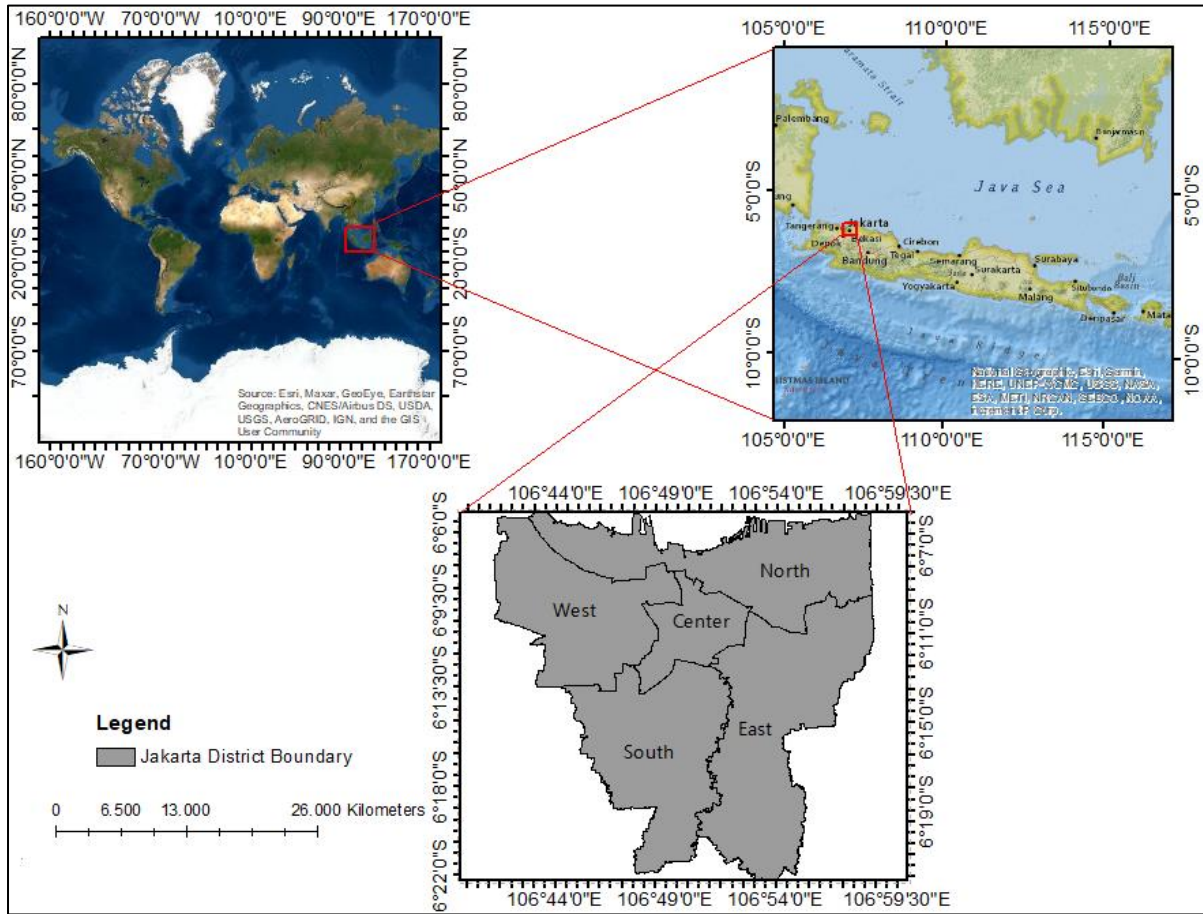 160°0'0"W 70°0'0"W 10°0'0"E 90°0'0"E 170°0'0"E
80°0'0"N
50°0'0"N
20°0'0"S
70°0'0"S
80°0'0"N
50°0'0"N
20°0'0"S
70°0'0"S
Source: Esri, Maxar, GeoEye, Earthstar
Geographics, CNES/Airbus DS, USDA,
USGS, AeroGRID, IGN, and the GIS
User Community
160°0'0"W 70°0'0"W 10°0'0"E 90°0'0"E 170°0'0"E
105°0'0"E 110°0'0"E 115°0'0"E
5°0'0"S
10°0'0"S
5°0'0"S
10°0'0"S
Strait
Palembang
Banjarmasin
Java Sea
Jakarta
Tangerang
Depok
Bekasi
Cirebon
Tegal
Bandung
Semarang
Surabaya
Surakarta
Yogyakarta
Malang
Situbondo
Bali
Basin
Denpasar
Mata
105°0'0"E 110°0'0"E 115°0'0"E
106°44'0"E 106°49'0"E 106°54'0"E 106°59'30"E
6°6'0"S
6°9'30"S
6°13'30"S
6°18'0"S
6°22'0"S
6°7'0"S
6°11'0"S
6°15'0"S
6°19'0"S
North
West
Center
East
South
106°44'0"E 106°49'0"E 106°54'0"E 106°59'30"E
N
Legend
Jakarta District Boundary
0 6.500 13.000 26.000 Kilometers